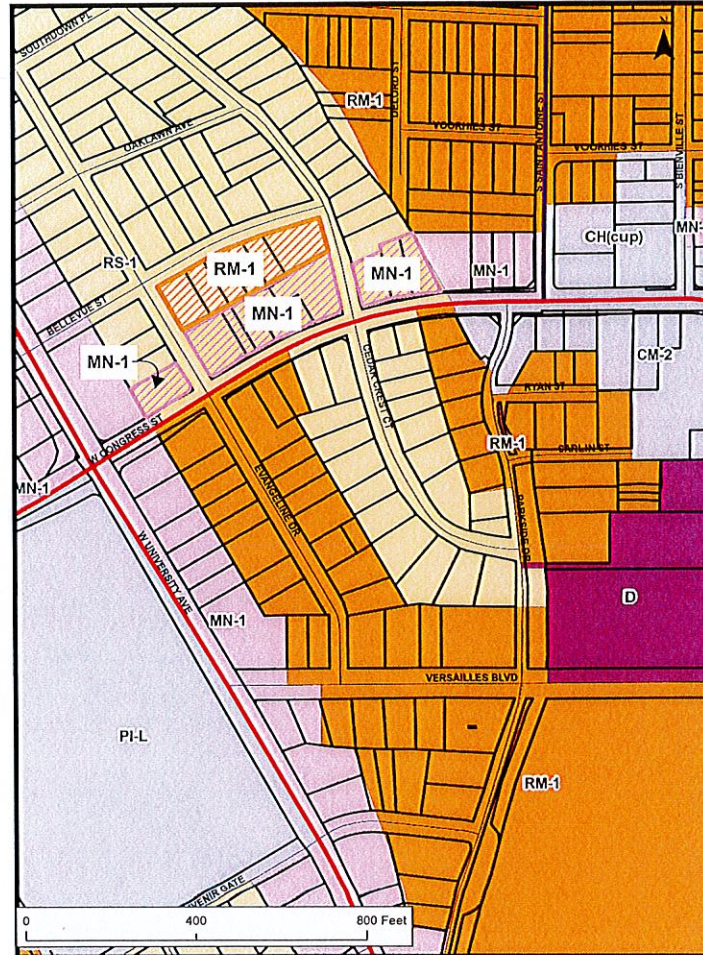 SOUTHDOWN PL
N
RM-1
DELORD ST
VOORHIES ST
S SAINT ANTOINE ST
VOORHIES ST
S BIENVILLE ST
OAKLAWN AVE
RS-1
RM-1
MN-1
MN-1
CH(cup)
MN-
BELLEVUE ST
MN-1
MN-1
CEDAR CREST CT
CM-2
RYAN ST
W CONGRESS ST
RM-1
CARLIN CT
MN-1
EVANGELINE DR
PARKSIDE DR
W UNIVERSITY AVE
MN-1
D
VERSAILLES BLVD
PI-L
RM-1
VENIR GATE
0 400 800 Feet